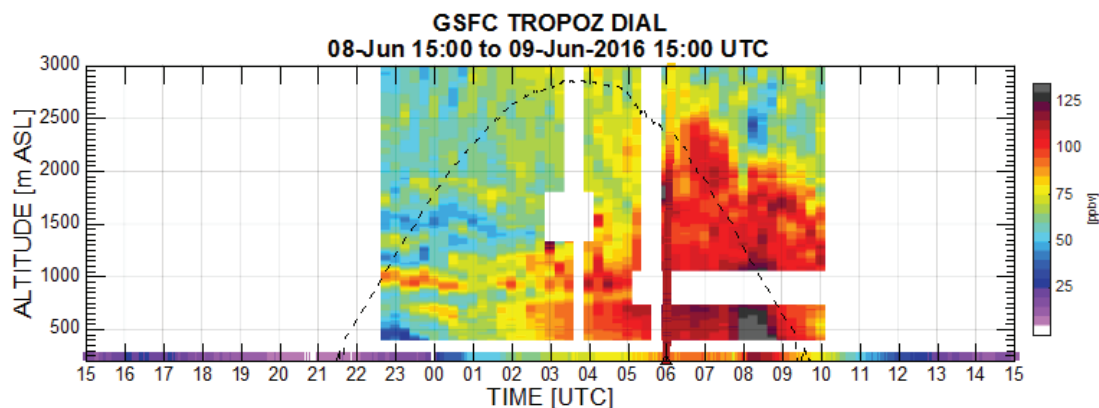 GSFC TROPOZ DIAL
08-Jun 15:00 to 09-Jun-2016 15:00 UTC
ALTITUDE [m ASL]
3000
2500
2000
1500
1000
500
15 16 17 18 19 20 21 22 23 00 01 02 03 04 05 06 07 08 09 10 11 12 13 14 15
TIME [UTC]
125
100
75
50
25
[ppbv]